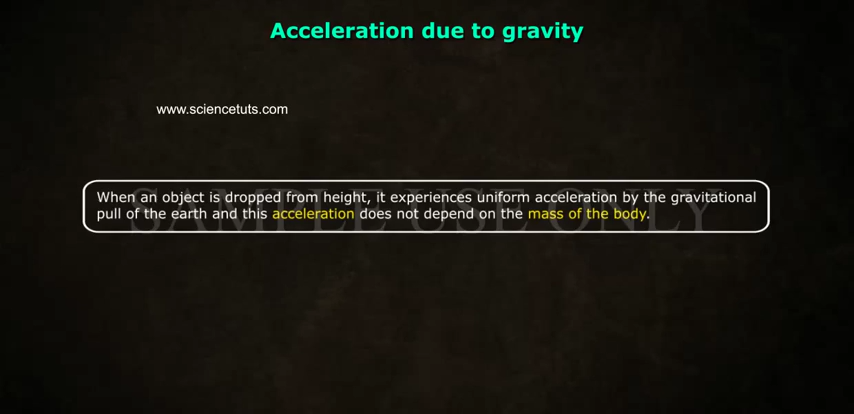 Acceleration due to gravity
www.sciencetuts.com
When an object is dropped from height, it experiences uniform acceleration by the gravitational
pull of the earth and this acceleration does not depend on the mass of the body.
SAMPLE USE ONLY